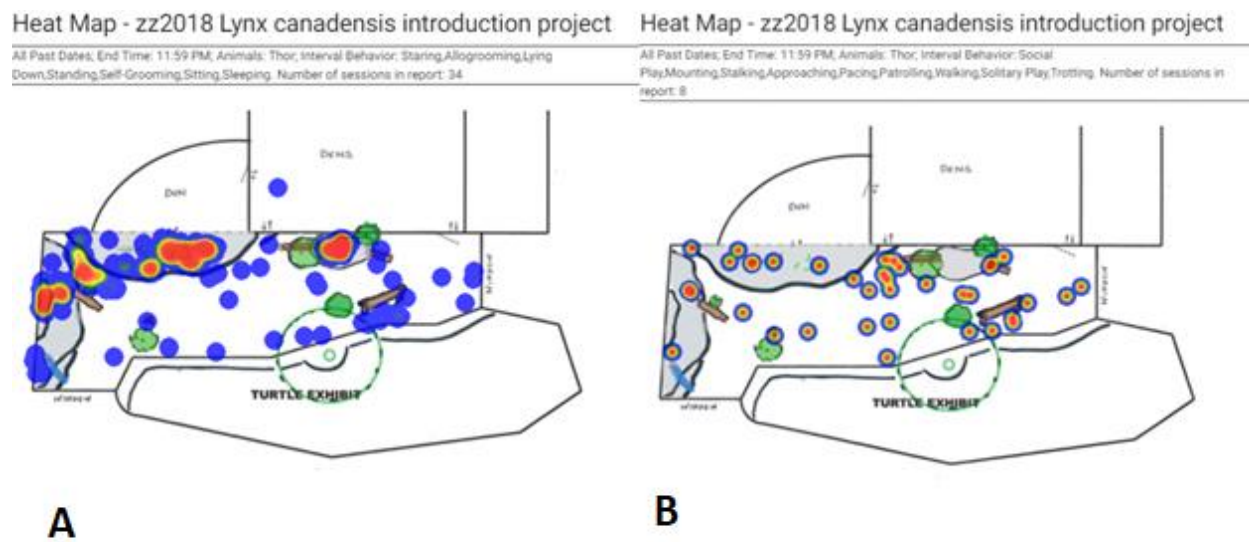 Heat Map - zz2018 Lynx canadensis introduction project
All Past Dates; End Time: 11:59 PM; Animals: Thor; Interval Behavior: Staring,Allogrooming,Lying
Down,Standing,Self-Grooming,Sitting,Sleeping. Number of sessions in report: 34
DEN
DENS
WINDOW
WINDOW
TURTLE EXHIBIT
A
Heat Map - zz2018 Lynx canadensis introduction project
All Past Dates; End Time: 11:59 PM; Animals: Thor; Interval Behavior: Social
Play,Mounting,Stalking,Approaching,Pacing,Patrolling,Walking,Solitary Play,Trotting. Number of sessions in
report: 8
DEN
DENS
WINDOW
WINDOW
TURTLE EXHIBIT
B